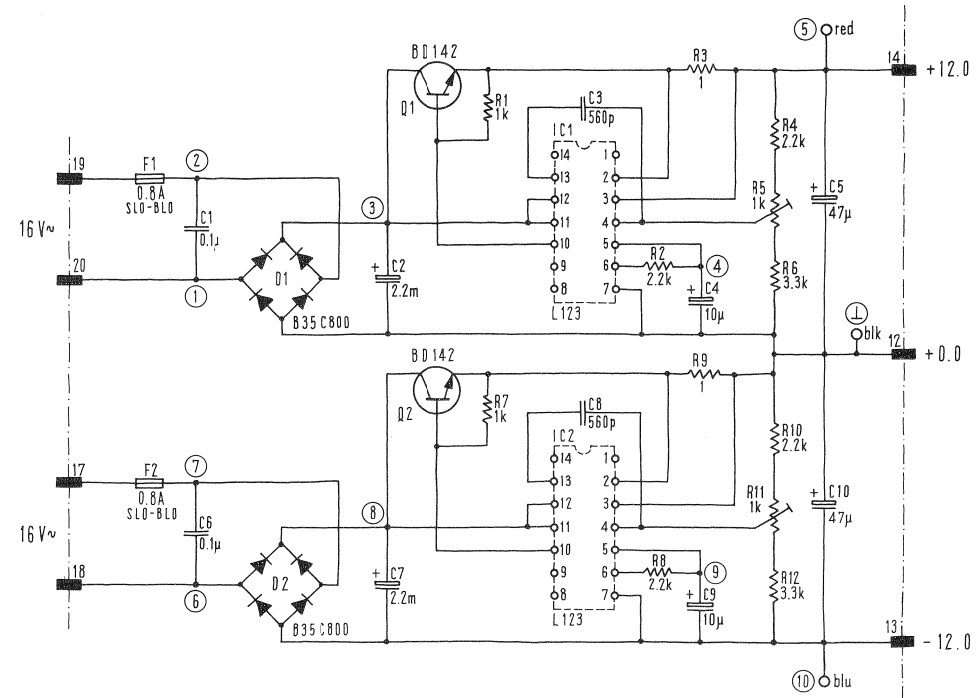 5 red
BD142
R3
1
14
+12.0
Q1
R1
1k
C3
560p
IC1
R4
2.2k
14
13
12
11
10
9
8
1
2
3
4
5
6
7
L123
19
F1
0.8A
SLO-BLO
2
C1
0.1µ
16V~
20
1
D1
B35C800
3
+ C2
2.2m
R5
1k
+ C5
47µ
R2
2.2k
4
+ C4
10µ
R6
3.3k
⊥
blk
12
+0.0
BD142
R9
1
Q2
R7
1k
C8
560p
IC2
R10
2.2k
14
13
12
11
10
9
8
1
2
3
4
5
6
7
L123
17
F2
0.8A
SLO-BLO
7
C6
0.1µ
16V~
18
6
D2
B35C800
8
+ C7
2.2m
R11
1k
+ C10
47µ
R8
2.2k
9
+ C9
10µ
R12
3.3k
13
-12.0
10 blu